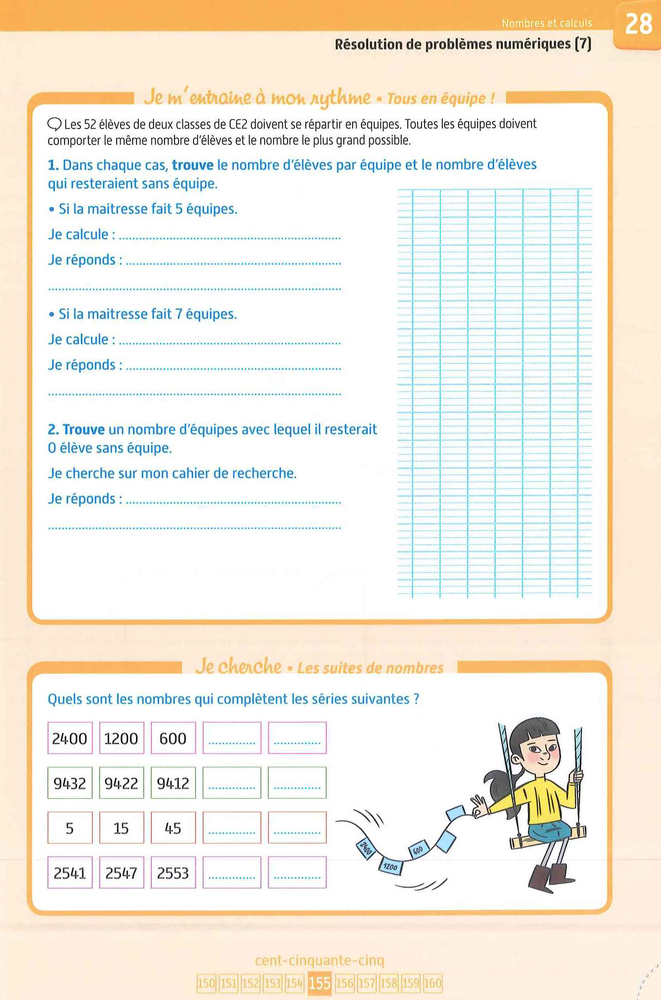 Nombres et calculs
28
Résolution de problèmes numériques (7)
Je m'entraine à mon rythme • Tous en équipe !
Les 52 élèves de deux classes de CE2 doivent se répartir en équipes. Toutes les équipes doivent
comporter le même nombre d'élèves et le nombre le plus grand possible.
1. Dans chaque cas, trouve le nombre d'élèves par équipe et le nombre d'élèves
qui resteraient sans équipe.
• Si la maitresse fait 5 équipes.
Je calcule : ..............................
Je réponds : ..............................
..............................
• Si la maitresse fait 7 équipes.
Je calcule : ..............................
Je réponds : ..............................
..............................
2. Trouve un nombre d'équipes avec lequel il resterait
0 élève sans équipe.
Je cherche sur mon cahier de recherche.
Je réponds : ..............................
..............................
Je cherche • Les suites de nombres
Quels sont les nombres qui complètent les séries suivantes ?
2400 1200 600 .............. ..............
9432 9422 9412 .............. ..............
5 15 45 .............. ..............
2541 2547 2553 .............. ..............
2400
1200
600
cent-cinquante-cinq
150 151 152 153 154 155 156 157 158 159 160